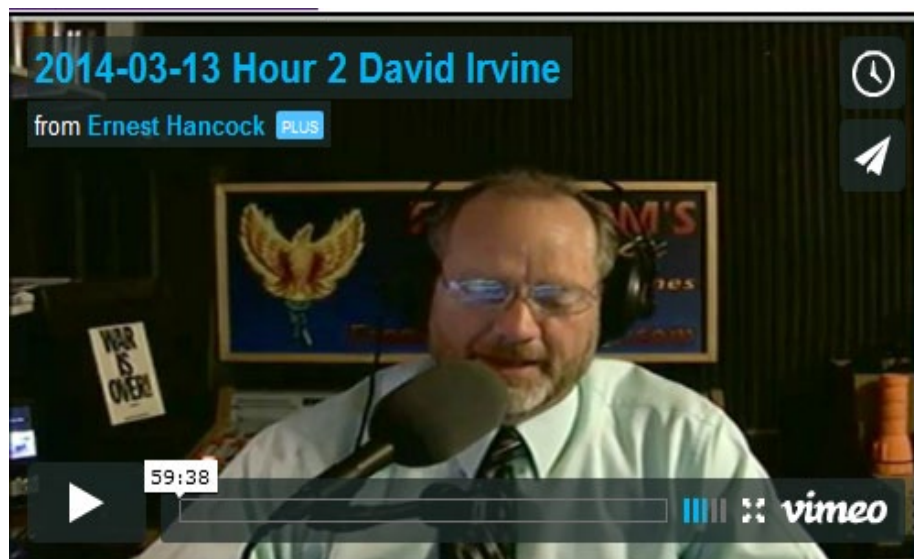 2014-03-13 Hour 2 David Irvine
from Ernest Hancock PLUS
WAR
IS
OVER!
59:38
vimeo